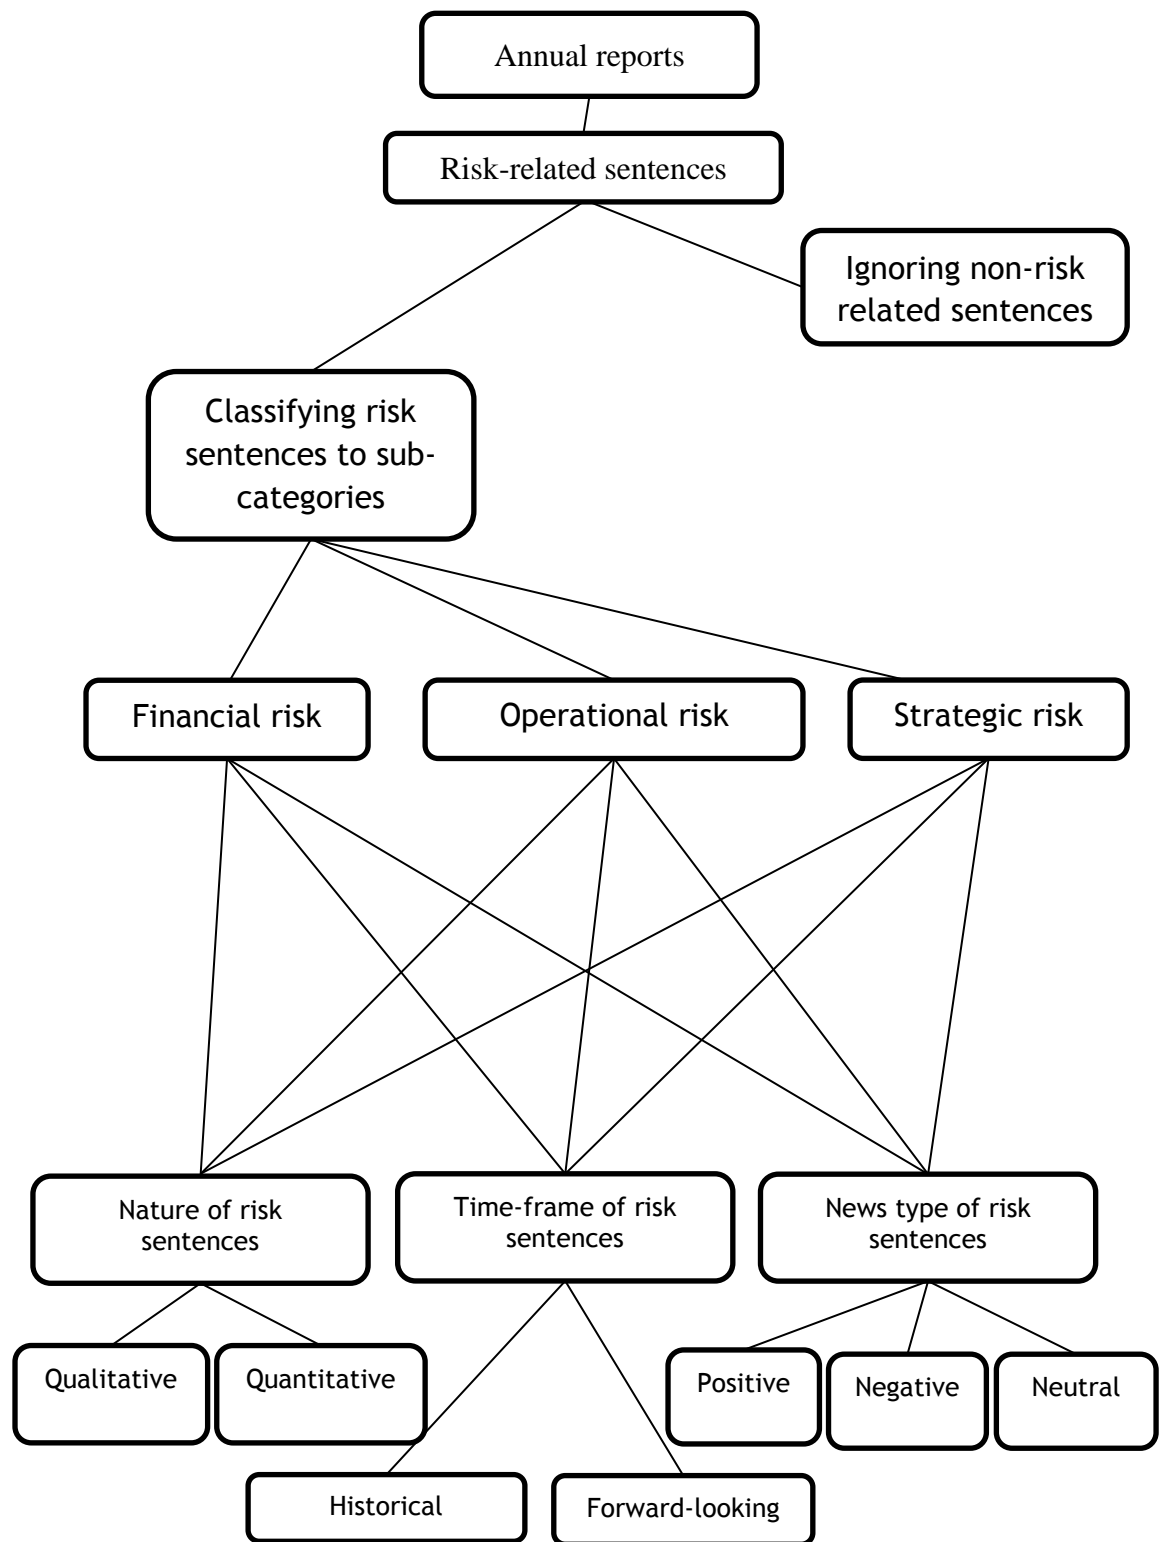 Annual reports
Risk-related sentences
Ignoring non-risk
related sentences
Classifying risk
sentences to sub-
categories
Financial risk
Operational risk
Strategic risk
Nature of risk
sentences
Time-frame of risk
sentences
News type of risk
sentences
Qualitative
Quantitative
Positive
Negative
Neutral
Historical
Forward-looking